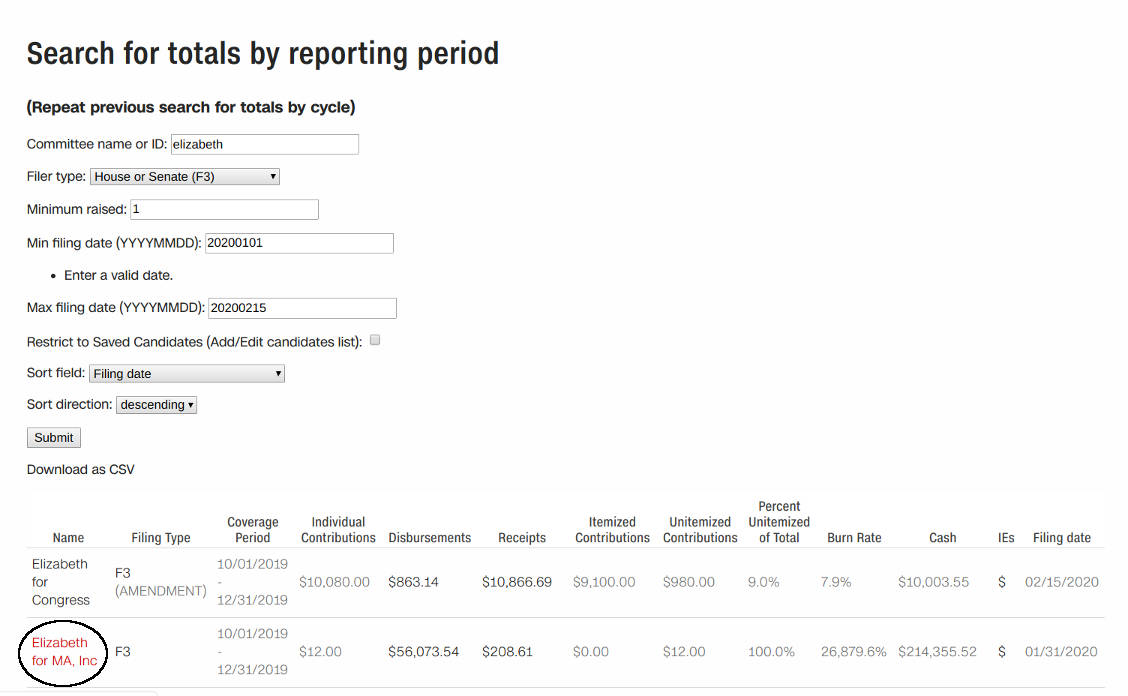 Search for totals by reporting period
(Repeat previous search for totals by cycle)
Committee name or ID: elizabeth
Filer type: House or Senate (F3)
Minimum raised: 1
Min filing date (YYYYMMDD): 20200101
• Enter a valid date.
Max filing date (YYYYMMDD): 20200215
Restrict to Saved Candidates (Add/Edit candidates list):
Sort field: Filing date
Sort direction: descending
Submit
Download as CSV
Name Filing Type Coverage Period Individual Contributions Disbursements Receipts Itemized Contributions Unitemized Contributions Percent Unitemized of Total Burn Rate Cash IEs Filing date
Elizabeth for Congress F3 (AMENDMENT) 10/01/2019 - 12/31/2019 $10,080.00 $863.14 $10,866.69 $9,100.00 $980.00 9.0% 7.9% $10,003.55 $ 02/15/2020
Elizabeth for MA, Inc F3 10/01/2019 - 12/31/2019 $12.00 $56,073.54 $208.61 $0.00 $12.00 100.0% 26,879.6% $214,355.52 $ 01/31/2020